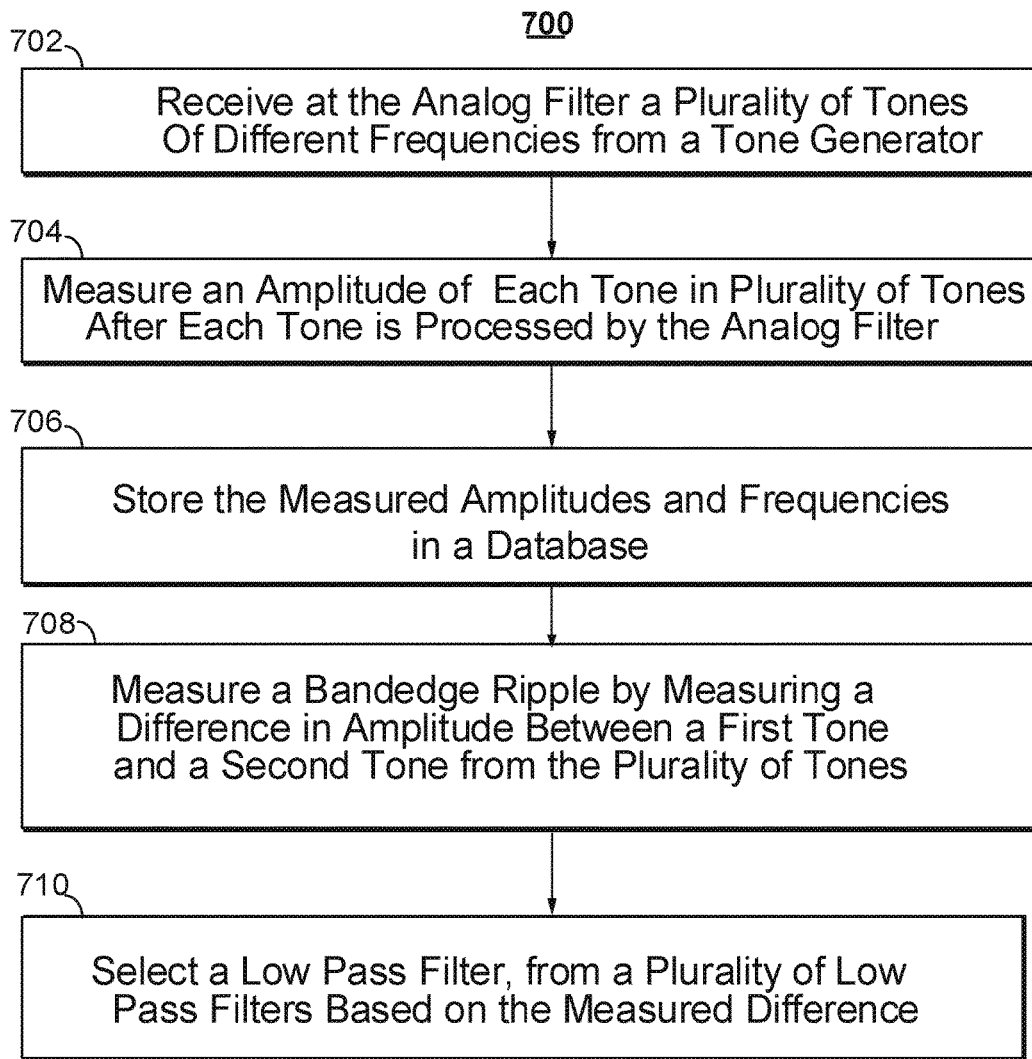 700
702
Receive at the Analog Filter a Plurality of Tones
Of Different Frequencies from a Tone Generator
704
Measure an Amplitude of Each Tone in Plurality of Tones
After Each Tone is Processed by the Analog Filter
706
Store the Measured Amplitudes and Frequencies
in a Database
708
Measure a Bandedge Ripple by Measuring a
Difference in Amplitude Between a First Tone
and a Second Tone from the Plurality of Tones
710
Select a Low Pass Filter, from a Plurality of Low
Pass Filters Based on the Measured Difference